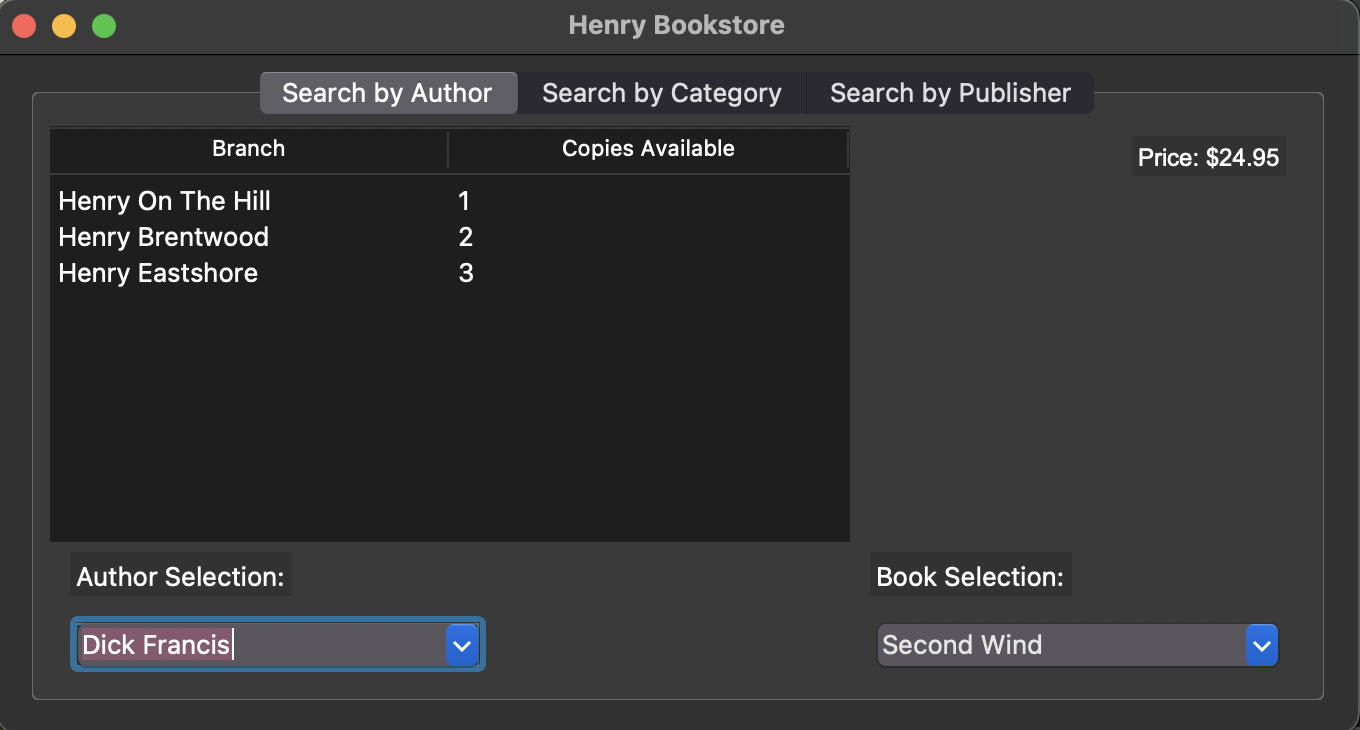 Henry Bookstore
Search by Author Search by Category Search by Publisher
Branch Copies Available
Price: $24.95
Henry On The Hill 1
Henry Brentwood 2
Henry Eastshore 3
Author Selection: Book Selection:
Dick Francis Second Wind